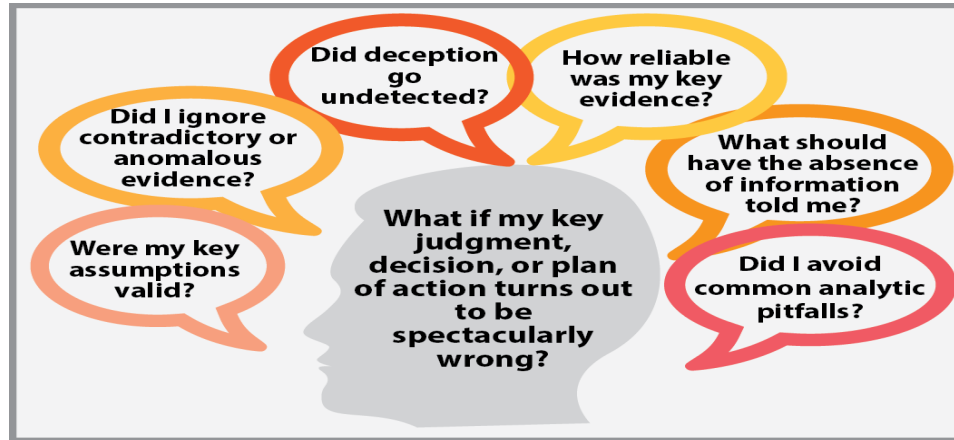 Did deception
go
undetected?
How reliable
was my key
evidence?
Did I ignore
contradictory or
anomalous
evidence?
What should
have the absence
of information
told me?
Were my key
assumptions
valid?
What if my key
judgment,
decision, or plan
of action turns out
to be
spectacularly
wrong?
Did I avoid
common analytic
pitfalls?